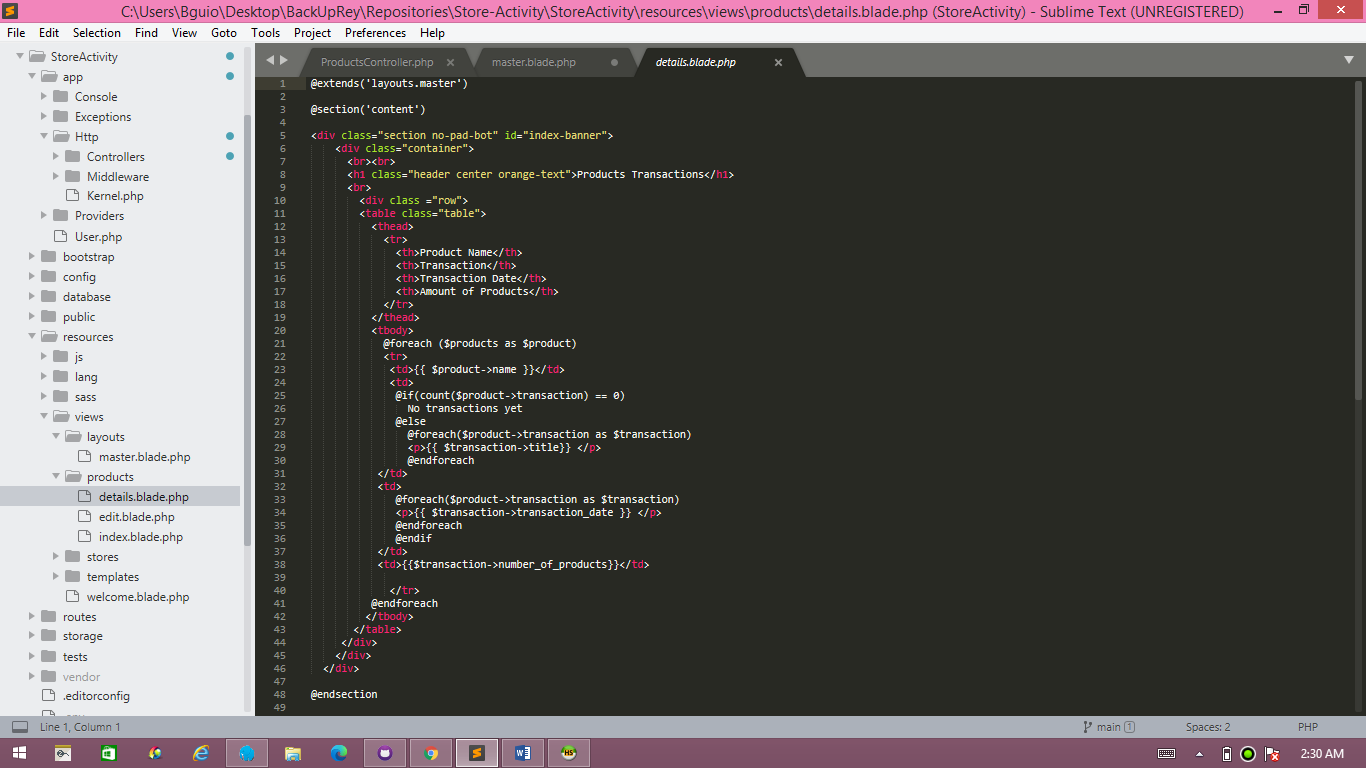 C:\Users\Bguio\Desktop\BackUpRey\Repositories\Store-Activity\StoreActivity\resources\views\products\details.blade.php (StoreActivity) - Sublime Text (UNREGISTERED)
File Edit Selection Find View Goto Tools Project Preferences Help
StoreActivity
app
Console
Exceptions
Http
Controllers
Middleware
Kernel.php
Providers
User.php
bootstrap
config
database
public
resources
js
lang
sass
views
layouts
master.blade.php
products
details.blade.php
edit.blade.php
index.blade.php
stores
templates
welcome.blade.php
routes
storage
tests
vendor
.editorconfig
ProductsController.php master.blade.php details.blade.php
1 @extends('layouts.master')
2
3 @section('content')
4
5 <div class="section no-pad-bot" id="index-banner">
6 <div class="container">
7 <br><br>
8 <h1 class="header center orange-text">Products Transactions</h1>
9 <br>
10 <div class ="row">
11 <table class="table">
12 <thead>
13 <tr>
14 <th>Product Name</th>
15 <th>Transaction</th>
16 <th>Transaction Date</th>
17 <th>Amount of Products</th>
18 </tr>
19 </thead>
20 <tbody>
21 @foreach ($products as $product)
22 <tr>
23 <td>{{ $product->name }}</td>
24 <td>
25 @if(count($product->transaction) == 0)
26 No transactions yet
27 @else
28 @foreach($product->transaction as $transaction)
29 <p>{{ $transaction->title}} </p>
30 @endforeach
31 </td>
32 <td>
33 @foreach($product->transaction as $transaction)
34 <p>{{ $transaction->transaction_date }} </p>
35 @endforeach
36 @endif
37 </td>
38 <td>{{$transaction->number_of_products}}</td>
39
40 </tr>
41 @endforeach
42 </tbody>
43 </table>
44 </div>
45 </div>
46 </div>
47
48 @endsection
49
Line 1, Column 1 main 1 Spaces: 2 PHP
2:30 AM